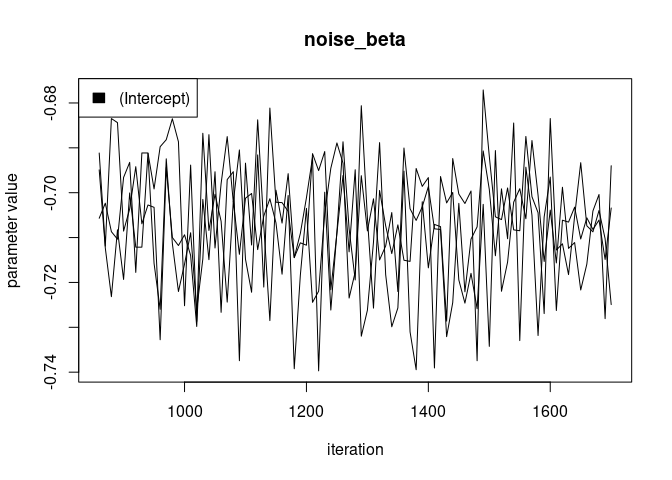 noise_beta
(Intercept)
-0.68
-0.70
-0.72
-0.74
parameter value
1000 1200 1400 1600
iteration